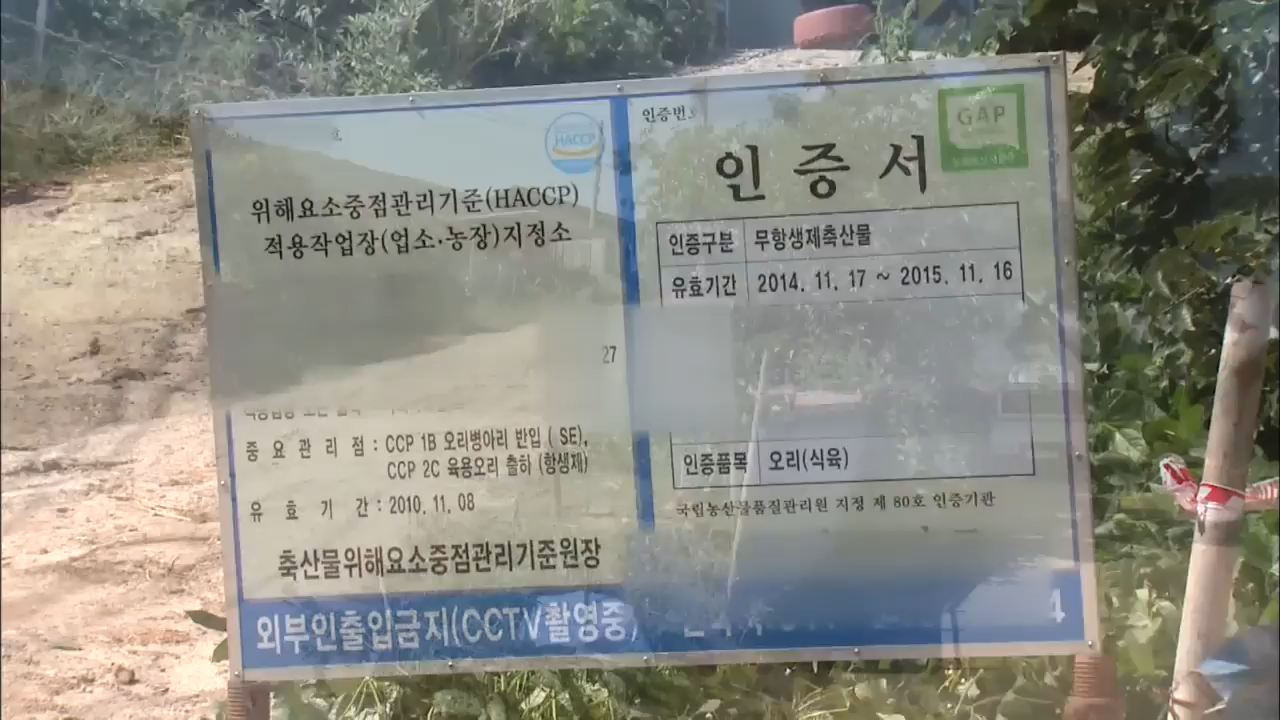 HACCP
위해요소중점관리기준(HACCP)
적용작업장(업소·농장)지정소
27
중요관리점 : CCP 1B 오리병아리 반입 ( SE),
CCP 2C 육용오리 출하 (항생제)
유효기간 : 2010. 11. 08
축산물위해요소중점관리기준원장
외부인출입금지(CCTV촬영중)
인증번호
GAP
인증서
인증구분 무항생제축산물
유효기간 2014. 11. 17 ~ 2015. 11. 16
인증품목 오리(식육)
국립농산물품질관리원 지정 제 80호 인증기관
4